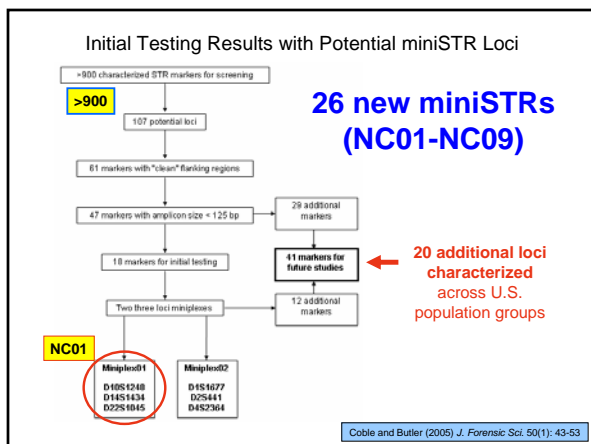 Initial Testing Results with Potential miniSTR Loci
>900 characterized STR markers for screening
>900
26 new miniSTRs
(NC01-NC09)
107 potential loci
61 markers with "clean" flanking regions
47 markers with amplicon size < 125 bp
29 additional
markers
18 markers for initial testing
41 markers for
future studies
20 additional loci
characterized
across U.S.
population groups
Two three loci miniplexes
12 additional
markers
NC01
Miniplex01
D10S1248
D14S1434
D22S1045
Miniplex02
D1S1677
D2S441
D4S2364
Coble and Butler (2005) J. Forensic Sci. 50(1): 43-53